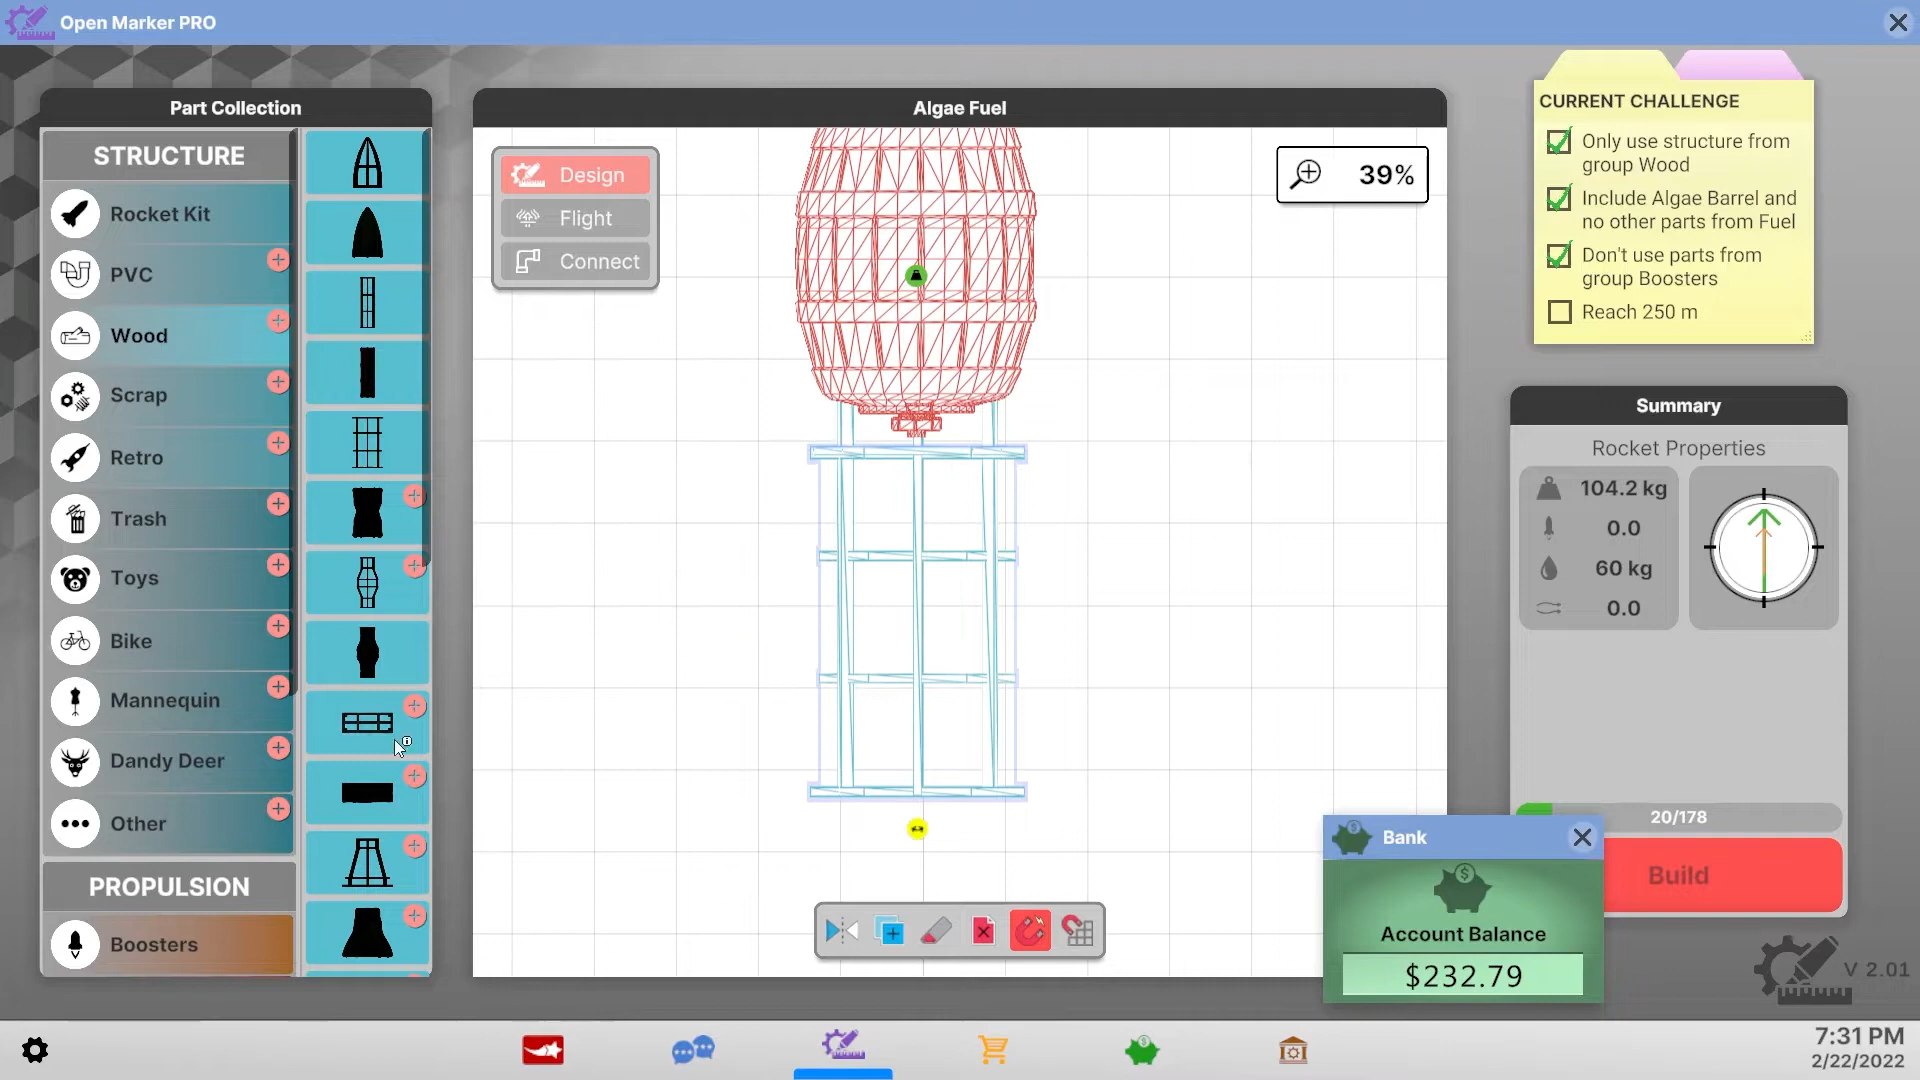 Open Marker PRO
Part Collection
STRUCTURE
Rocket Kit
PVC
Wood
Scrap
Retro
Trash
Toys
Bike
Mannequin
Dandy Deer
Other
PROPULSION
Boosters
Algae Fuel
Design
Flight
Connect
39%
CURRENT CHALLENGE
Only use structure from
group Wood
Include Algae Barrel and
no other parts from Fuel
Don't use parts from
group Boosters
Reach 250 m
Summary
Rocket Properties
104.2 kg
0.0
60 kg
0.0
20/178
Build
Bank
Account Balance
$232.79
V 2.01
7:31 PM
2/22/2022